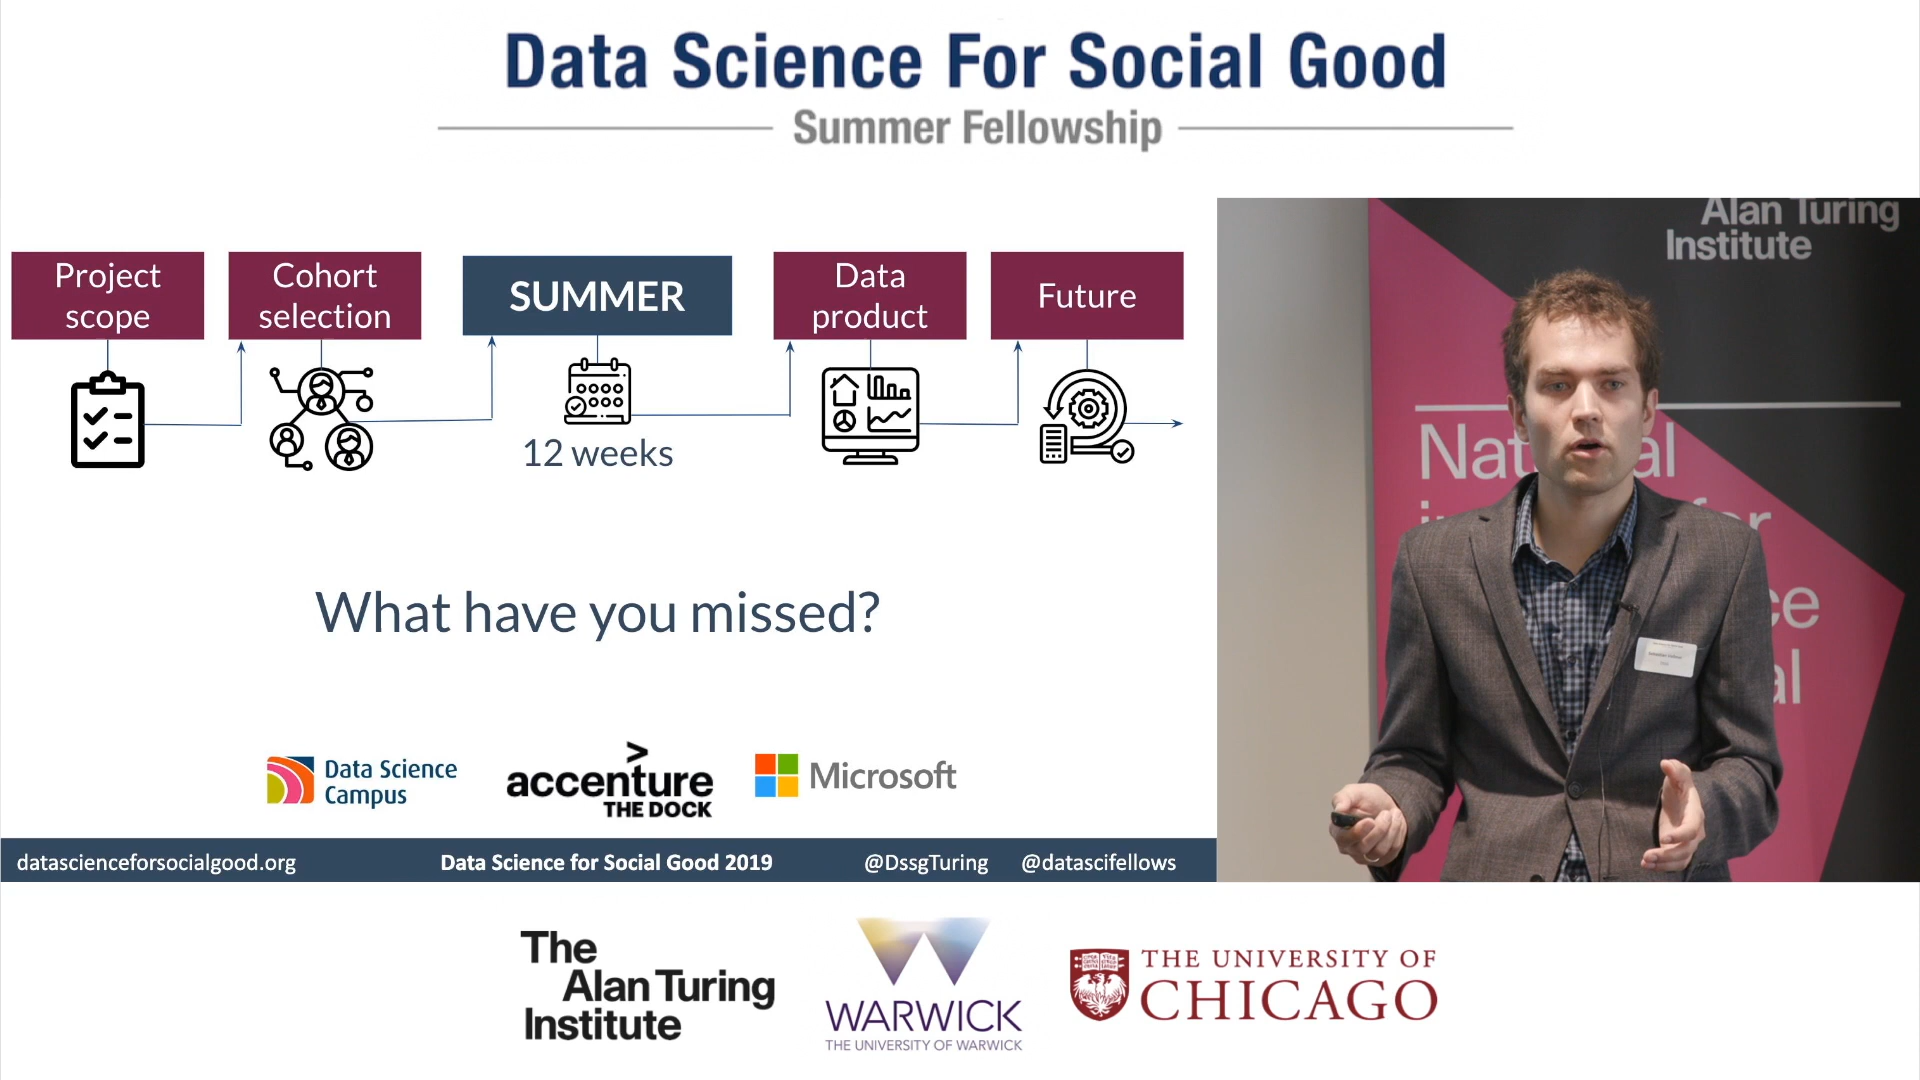 Data Science For Social Good
Summer Fellowship
Project
scope
Cohort
selection
SUMMER
12 weeks
Data
product
Future
What have you missed?
Data Science
Campus
accenture
THE DOCK
Microsoft
datascienceforsocialgood.org
Data Science for Social Good 2019
@DssgTuring
@datascifellows
Alan Turing
Institute
The
Alan Turing
Institute
WARWICK
THE UNIVERSITY OF WARWICK
THE UNIVERSITY OF
CHICAGO